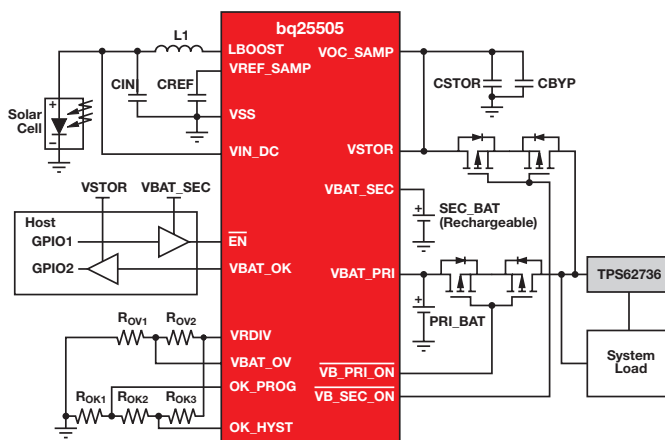 bq25505
L1
LBOOST
VOC_SAMP
VREF_SAMP
CIN
CREF
CSTOR
CBYP
+
Solar
Cell
−
VSS
VIN_DC
VSTOR
VSTOR
VBAT_SEC
VBAT_SEC
+
SEC_BAT
(Rechargeable)
Host
GPIO1
EN
GPIO2
VBAT_OK
VBAT_PRI
TPS62736
+
PRI_BAT
ROV1
ROV2
VRDIV
System
Load
VBAT_OV
VB_PRI_ON
OK_PROG
ROK1
ROK2
ROK3
VB_SEC_ON
OK_HYST